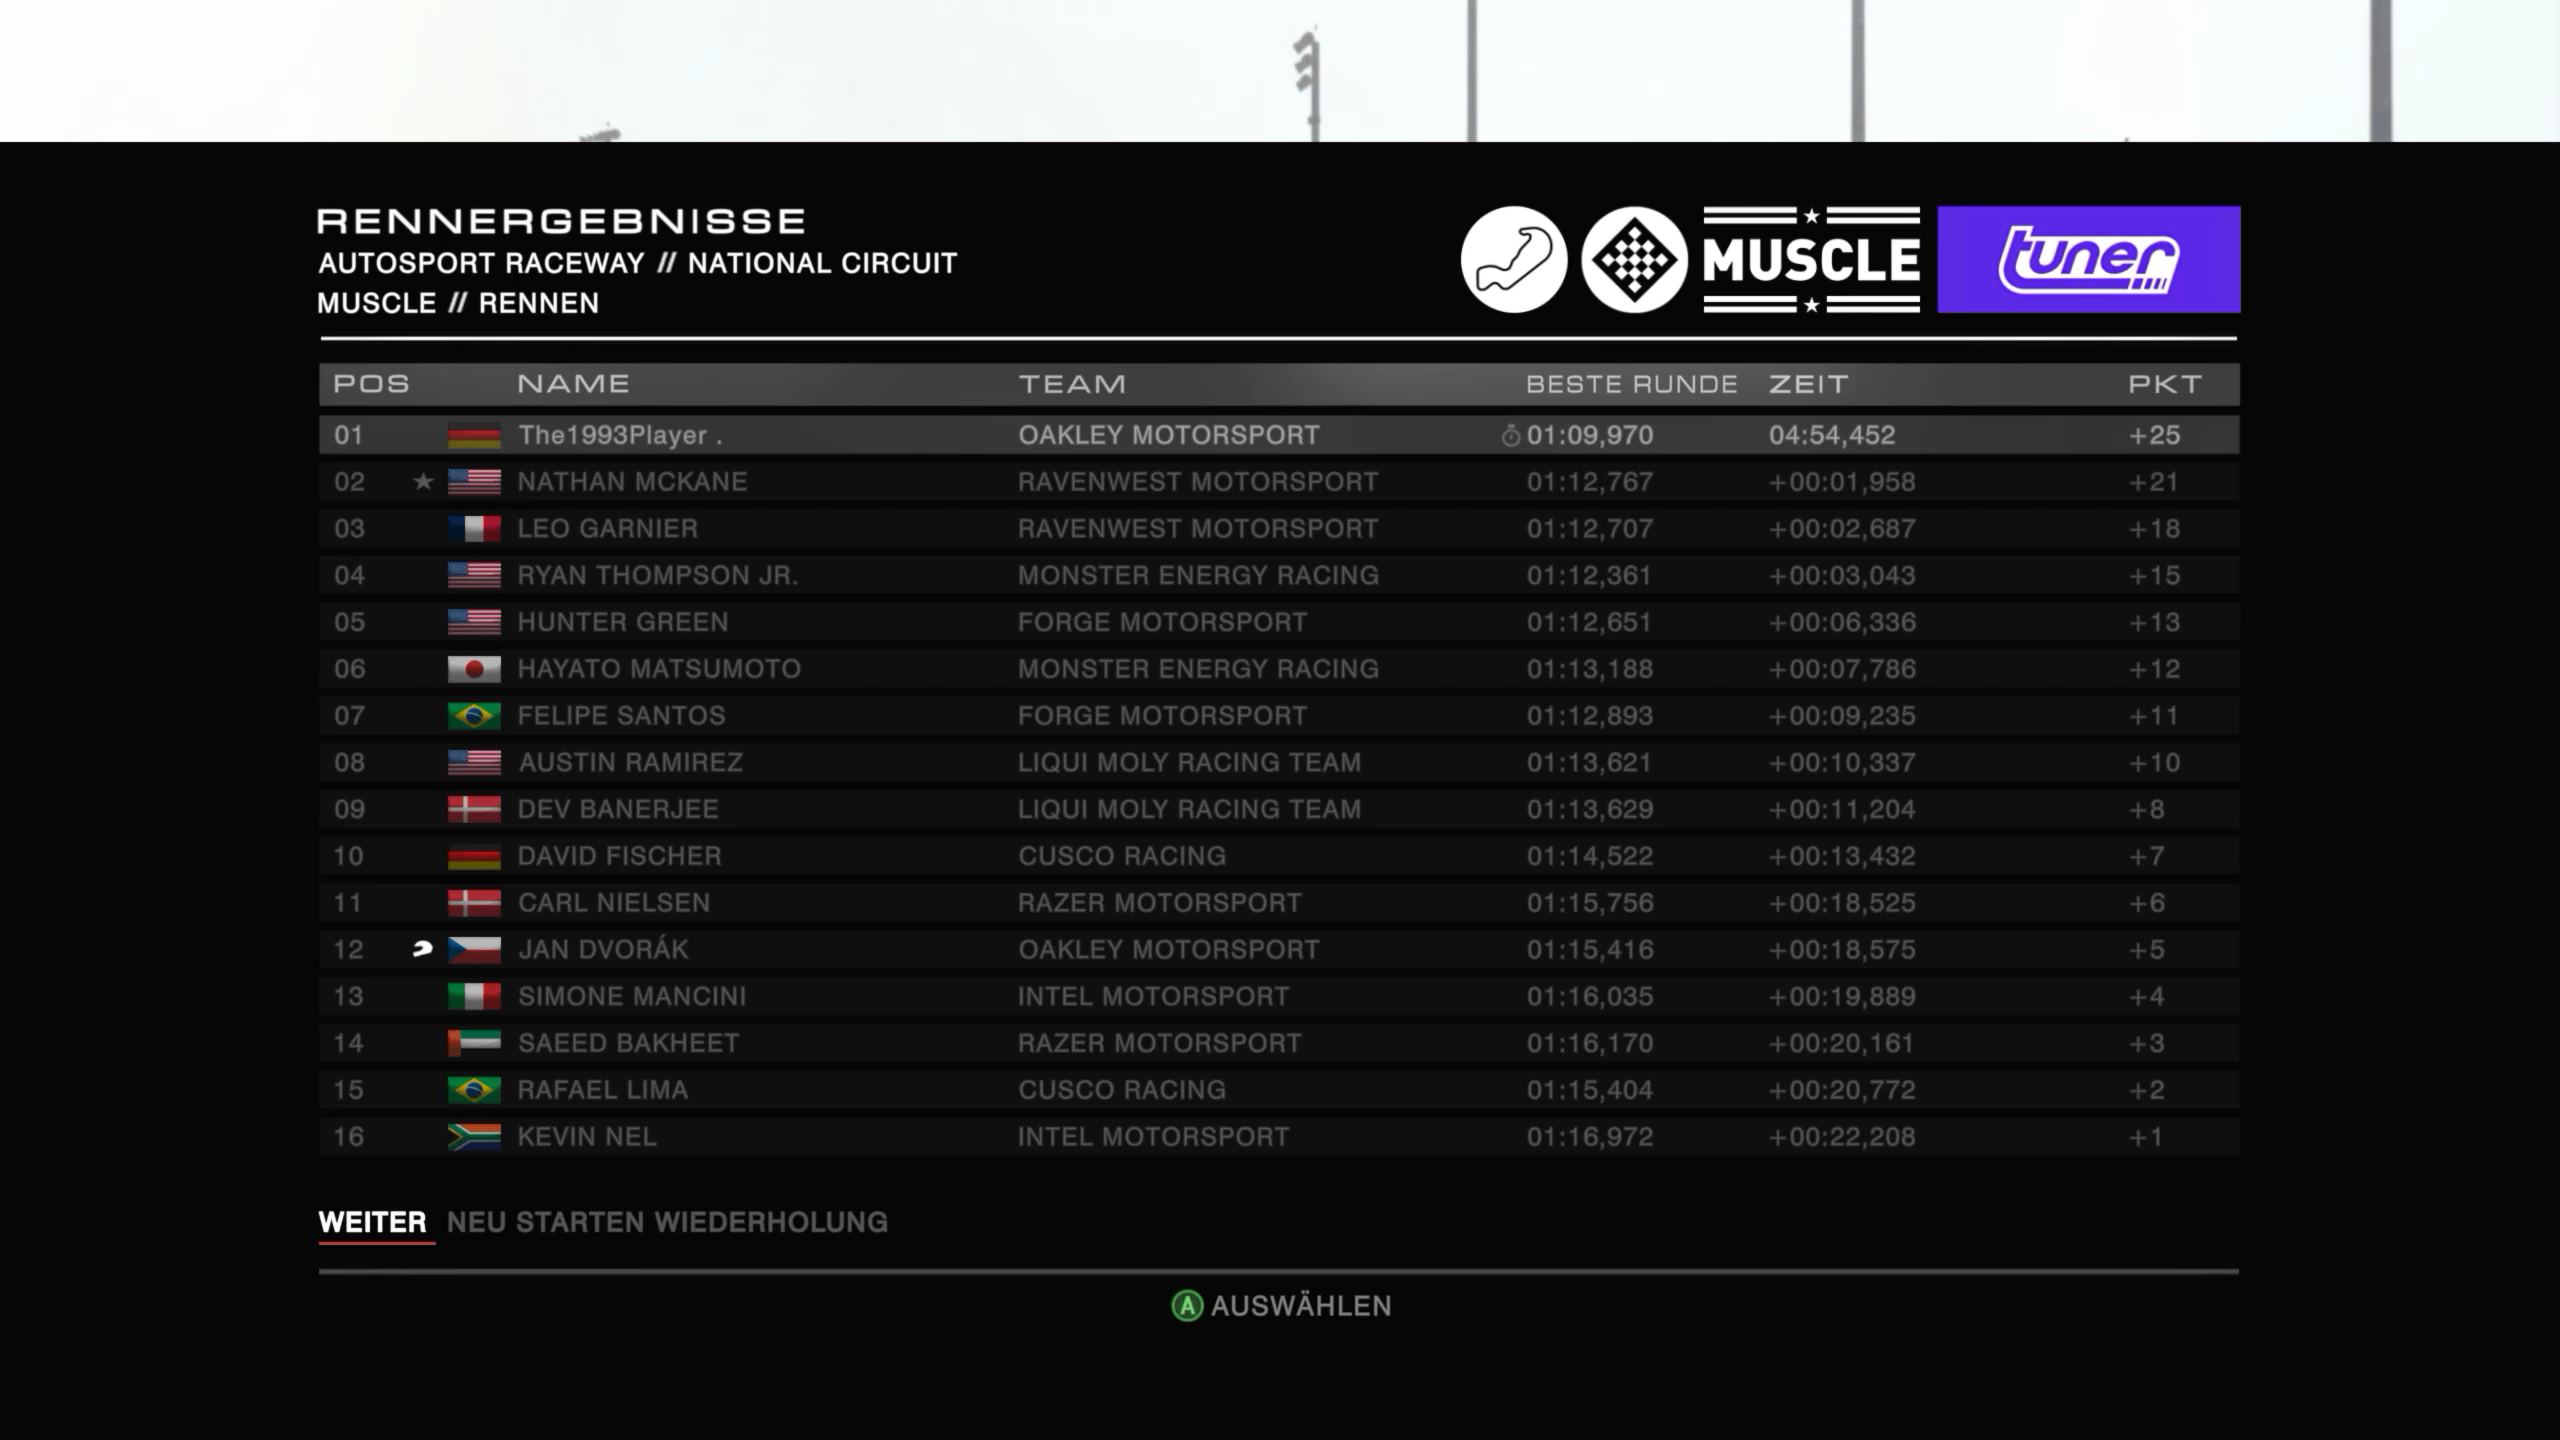 RENNERGEBNISSE
AUTOSPORT RACEWAY // NATIONAL CIRCUIT
MUSCLE // RENNEN
MUSCLE
tuner
POS NAME TEAM BESTE RUNDE ZEIT PKT
01 The1993Player . OAKLEY MOTORSPORT 01:09,970 04:54,452 +25
02 NATHAN MCKANE RAVENWEST MOTORSPORT 01:12,767 +00:01,958 +21
03 LEO GARNIER RAVENWEST MOTORSPORT 01:12,707 +00:02,687 +18
04 RYAN THOMPSON JR. MONSTER ENERGY RACING 01:12,361 +00:03,043 +15
05 HUNTER GREEN FORGE MOTORSPORT 01:12,651 +00:06,336 +13
06 HAYATO MATSUMOTO MONSTER ENERGY RACING 01:13,188 +00:07,786 +12
07 FELIPE SANTOS FORGE MOTORSPORT 01:12,893 +00:09,235 +11
08 AUSTIN RAMIREZ LIQUI MOLY RACING TEAM 01:13,621 +00:10,337 +10
09 DEV BANERJEE LIQUI MOLY RACING TEAM 01:13,629 +00:11,204 +8
10 DAVID FISCHER CUSCO RACING 01:14,522 +00:13,432 +7
11 CARL NIELSEN RAZER MOTORSPORT 01:15,756 +00:18,525 +6
12 JAN DVORÁK OAKLEY MOTORSPORT 01:15,416 +00:18,575 +5
13 SIMONE MANCINI INTEL MOTORSPORT 01:16,035 +00:19,889 +4
14 SAEED BAKHEET RAZER MOTORSPORT 01:16,170 +00:20,161 +3
15 RAFAEL LIMA CUSCO RACING 01:15,404 +00:20,772 +2
16 KEVIN NEL INTEL MOTORSPORT 01:16,972 +00:22,208 +1
WEITER NEU STARTEN WIEDERHOLUNG
A AUSWÄHLEN